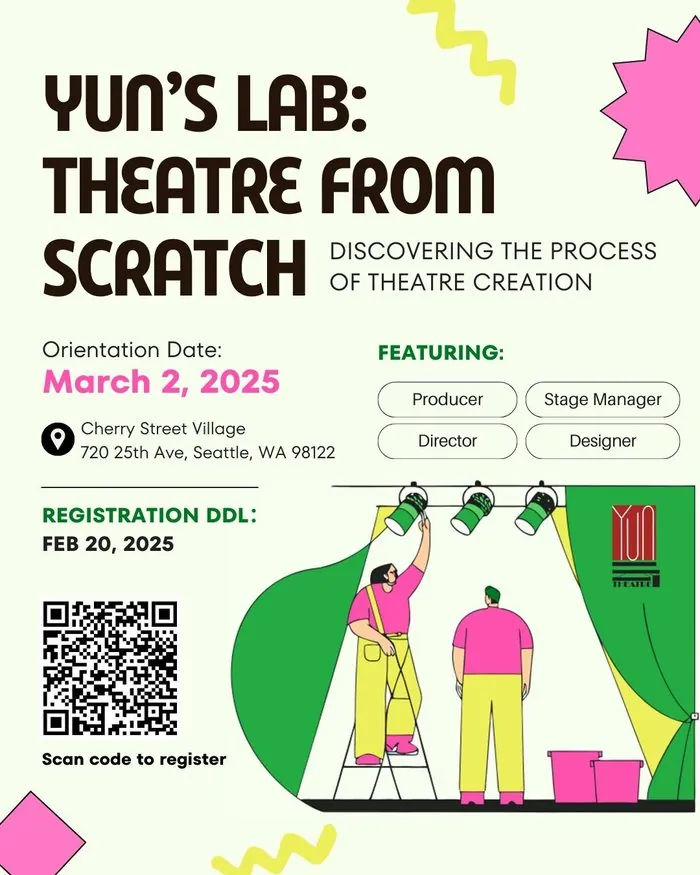 YUN'S LAB:
THEATRE FROM
SCRATCH
DISCOVERING THE PROCESS
OF THEATRE CREATION
Orientation Date:
March 2, 2025
Cherry Street Village
720 25th Ave, Seattle, WA 98122
FEATURING:
Producer
Stage Manager
Director
Designer
REGISTRATION DDL:
FEB 20, 2025
Scan code to register
YUN
THEATRE